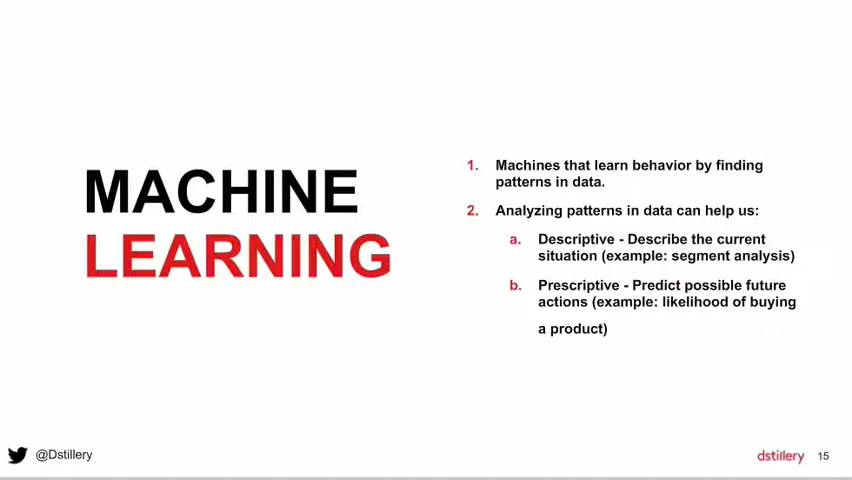 MACHINE
LEARNING
1. Machines that learn behavior by finding
patterns in data.
2. Analyzing patterns in data can help us:
a. Descriptive - Describe the current
situation (example: segment analysis)
b. Prescriptive - Predict possible future
actions (example: likelihood of buying
a product)
@Dstillery
dstillery 15